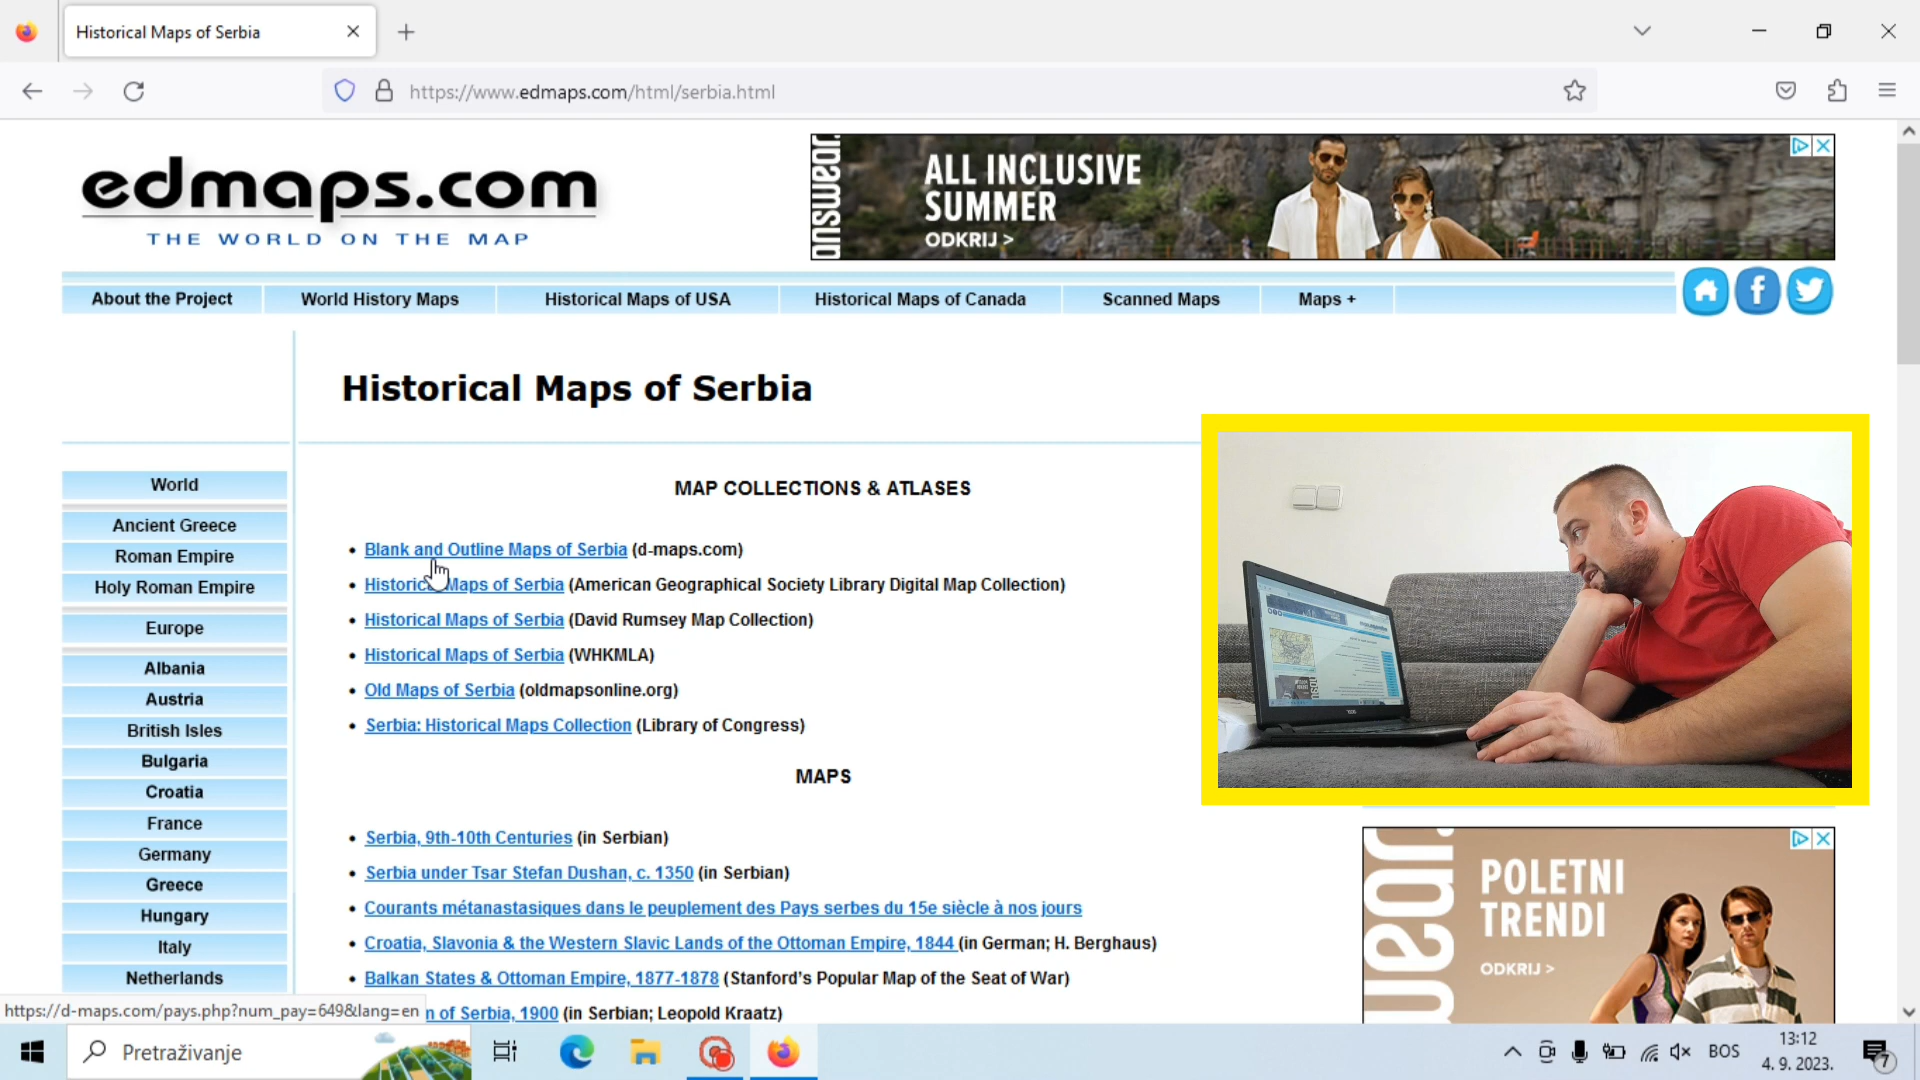 Historical Maps of Serbia
https://www.edmaps.com/html/serbia.html
edmaps.com
THE WORLD ON THE MAP
ALL INCLUSIVE
SUMMER
ODKRIJ >
About the Project
World History Maps
Historical Maps of USA
Historical Maps of Canada
Scanned Maps
Maps +
Historical Maps of Serbia
World
Ancient Greece
Roman Empire
Holy Roman Empire
Europe
Albania
Austria
British Isles
Bulgaria
Croatia
France
Germany
Greece
Hungary
Italy
Netherlands
MAP COLLECTIONS & ATLASES
• Blank and Outline Maps of Serbia (d-maps.com)
• Historical Maps of Serbia (American Geographical Society Library Digital Map Collection)
• Historical Maps of Serbia (David Rumsey Map Collection)
• Historical Maps of Serbia (WHKMLA)
• Old Maps of Serbia (oldmapsonline.org)
• Serbia: Historical Maps Collection (Library of Congress)
MAPS
• Serbia, 9th-10th Centuries (in Serbian)
• Serbia under Tsar Stefan Dushan, c. 1350 (in Serbian)
• Courants métanastasiques dans le peuplement des Pays serbes du 15e siècle à nos jours
• Croatia, Slavonia & the Western Slavic Lands of the Ottoman Empire, 1844 (in German; H. Berghaus)
• Balkan States & Ottoman Empire, 1877-1878 (Stanford's Popular Map of the Seat of War)
n of Serbia, 1900 (in Serbian; Leopold Kraatz)
POLETNI
TRENDI
ODKRIJ >
https://d-maps.com/pays.php?num_pay=649&lang=en
Pretraživanje
BOS
13:12
4. 9. 2023.
7